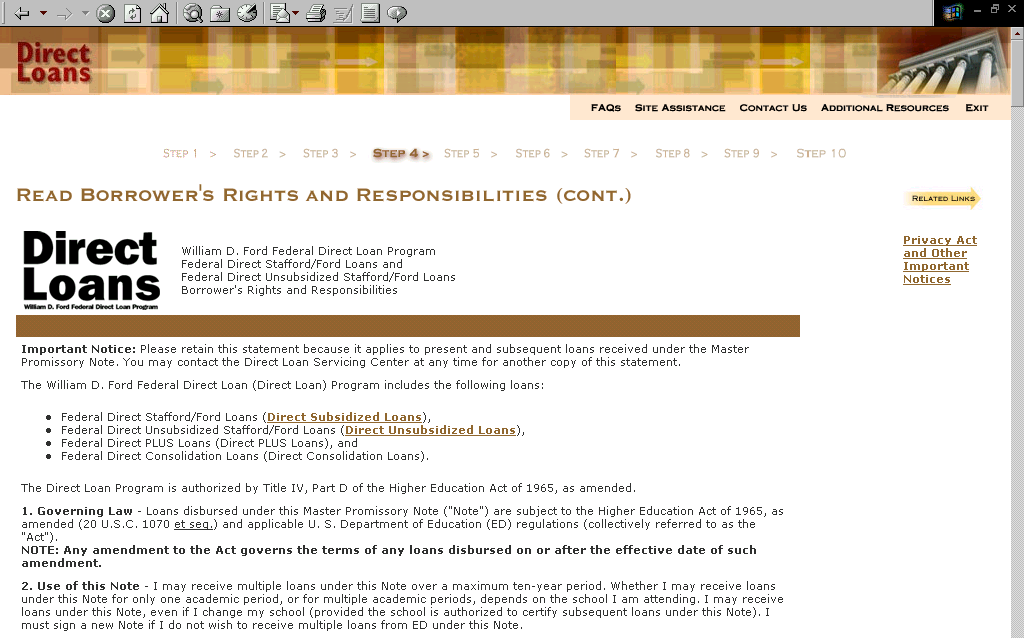 Direct
Loans
FAQs Site Assistance Contact Us Additional Resources Exit
Step 1 > Step 2 > Step 3 > Step 4 > Step 5 > Step 6 > Step 7 > Step 8 > Step 9 > Step 10
Read Borrower's Rights and Responsibilities (cont.)
Related Links
Privacy Act
and Other
Important
Notices
Direct
Loans
William D. Ford Federal Direct Loan Program
William D. Ford Federal Direct Loan Program
Federal Direct Stafford/Ford Loans and
Federal Direct Unsubsidized Stafford/Ford Loans
Borrower's Rights and Responsibilities
Important Notice: Please retain this statement because it applies to present and subsequent loans received under the Master
Promissory Note. You may contact the Direct Loan Servicing Center at any time for another copy of this statement.
The William D. Ford Federal Direct Loan (Direct Loan) Program includes the following loans:
• Federal Direct Stafford/Ford Loans (Direct Subsidized Loans),
• Federal Direct Unsubsidized Stafford/Ford Loans (Direct Unsubsidized Loans),
• Federal Direct PLUS Loans (Direct PLUS Loans), and
• Federal Direct Consolidation Loans (Direct Consolidation Loans).
The Direct Loan Program is authorized by Title IV, Part D of the Higher Education Act of 1965, as amended.
1. Governing Law - Loans disbursed under this Master Promissory Note ("Note") are subject to the Higher Education Act of 1965, as
amended (20 U.S.C. 1070 et seq.) and applicable U. S. Department of Education (ED) regulations (collectively referred to as the
"Act").
NOTE: Any amendment to the Act governs the terms of any loans disbursed on or after the effective date of such
amendment.
2. Use of this Note - I may receive multiple loans under this Note over a maximum ten-year period. Whether I may receive loans
under this Note for only one academic period, or for multiple academic periods, depends on the school I am attending. I may receive
loans under this Note, even if I change my school (provided the school is authorized to certify subsequent loans under this Note). I
must sign a new Note if I do not wish to receive multiple loans from ED under this Note.